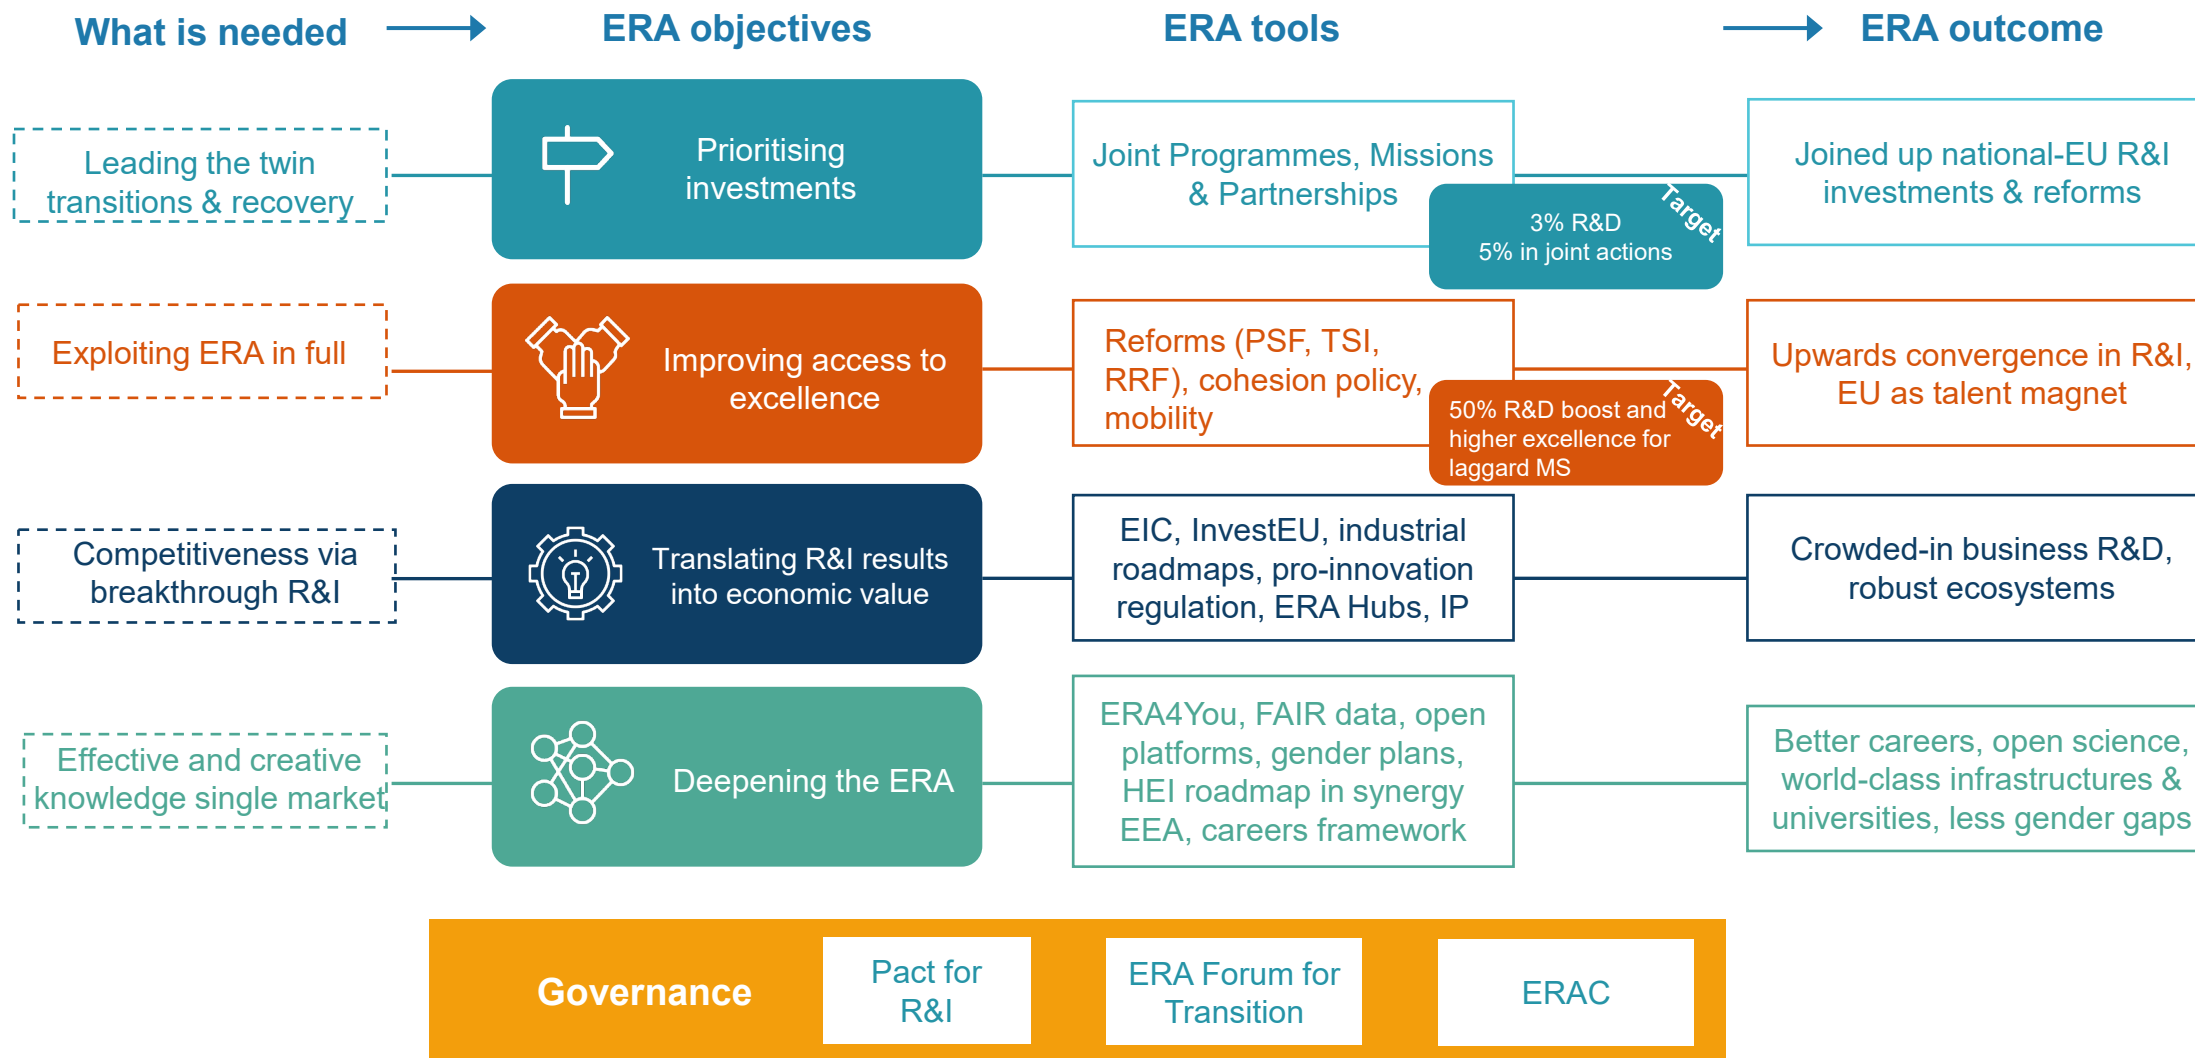 What is needed
ERA objectives
ERA tools
ERA outcome
Leading the twin
transitions & recovery
Prioritising
investments
Joint Programmes, Missions
& Partnerships
Target
3% R&D
5% in joint actions
Joined up national-EU R&I
investments & reforms
Exploiting ERA in full
Improving access to
excellence
Reforms (PSF, TSI,
RRF), cohesion policy,
mobility
Target
50% R&D boost and
higher excellence for
laggard MS
Upwards convergence in R&I,
EU as talent magnet
Competitiveness via
breakthrough R&I
Translating R&I results
into economic value
EIC, InvestEU, industrial
roadmaps, pro-innovation
regulation, ERA Hubs, IP
Crowded-in business R&D,
robust ecosystems
Effective and creative
knowledge single market
Deepening the ERA
ERA4You, FAIR data, open
platforms, gender plans,
HEI roadmap in synergy
EEA, careers framework
Better careers, open science,
world-class infrastructures &
universities, less gender gaps
Governance
Pact for
R&I
ERA Forum for
Transition
ERAC